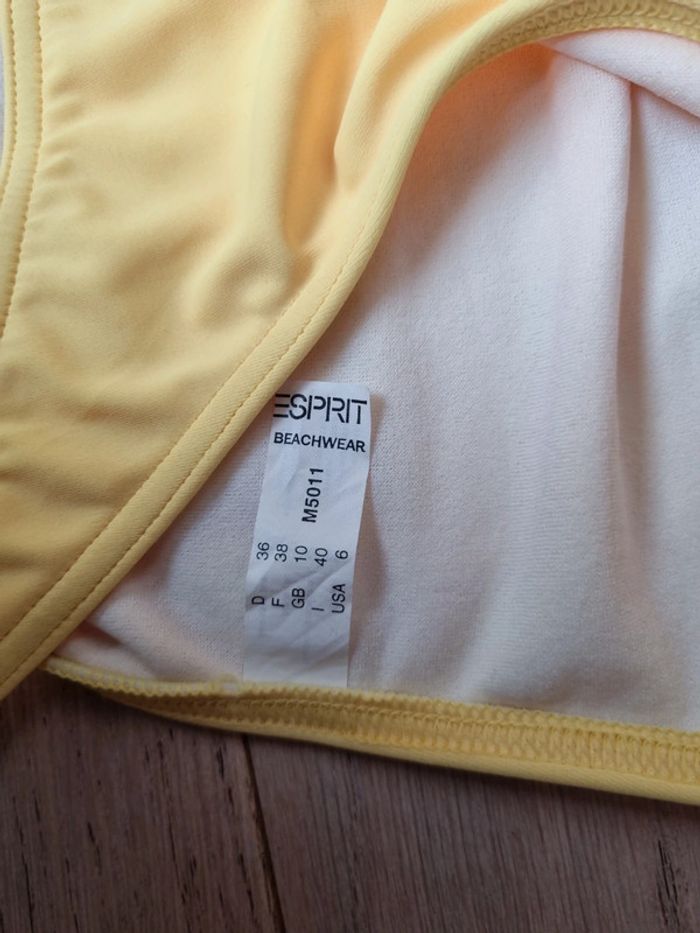 ESPRIT
BEACHWEAR
M5011
D 36
F 38
GB 10
I 40
USA 6